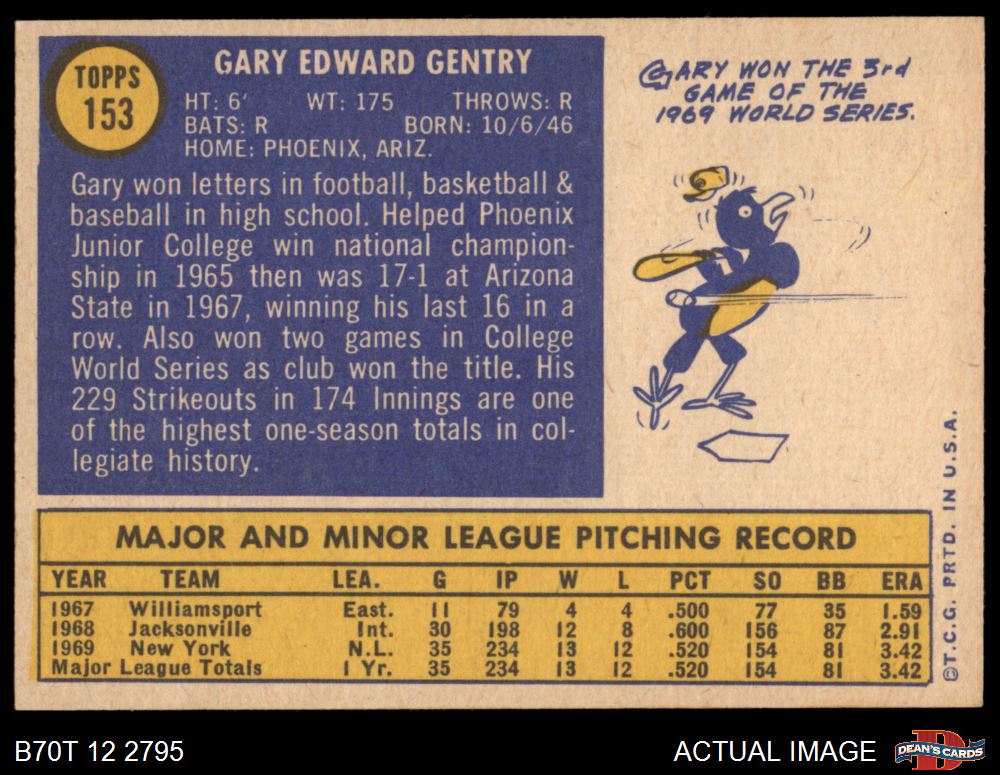 TOPPS
153
GARY EDWARD GENTRY
HT: 6' WT: 175 THROWS: R
BATS: R BORN: 10/6/46
HOME: PHOENIX, ARIZ.
Gary won letters in football, basketball &
baseball in high school. Helped Phoenix
Junior College win national champion-
ship in 1965 then was 17-1 at Arizona
State in 1967, winning his last 16 in a
row. Also won two games in College
World Series as club won the title. His
229 Strikeouts in 174 Innings are one
of the highest one-season totals in col-
legiate history.
GARY WON THE 3rd
GAME OF THE
1969 WORLD SERIES.
MAJOR AND MINOR LEAGUE PITCHING RECORD
YEAR TEAM LEA. G IP W L PCT SO BB ERA
1967 Williamsport East. 11 79 4 4 .500 77 35 1.59
1968 Jacksonville Int. 30 198 12 8 .600 156 87 2.91
1969 New York N.L. 35 234 13 12 .520 154 81 3.42
Major League Totals 1 Yr. 35 234 13 12 .520 154 81 3.42
©T.C.G. PRTD. IN U.S.A.
B70T 12 2795
ACTUAL IMAGE
D
DEAN'S CARDS